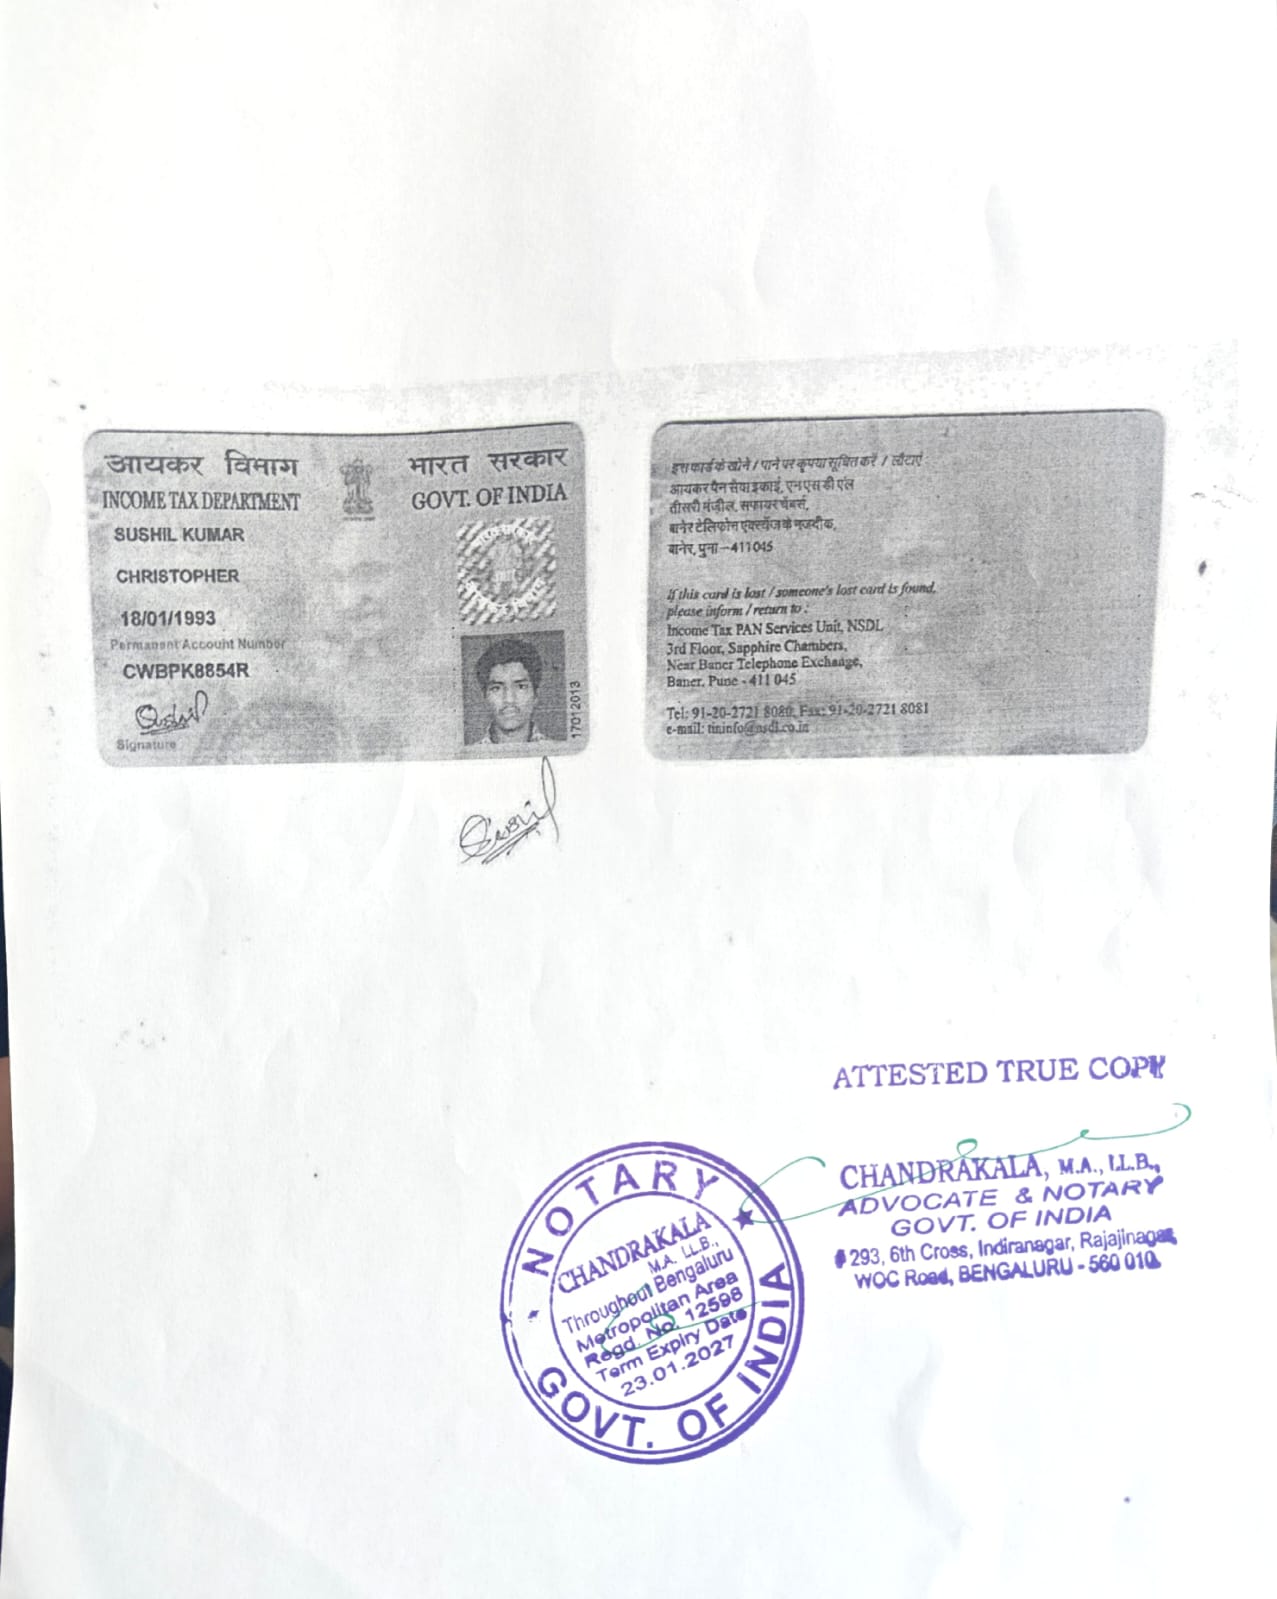 आयकर विभाग
भारत सरकार
INCOME TAX DEPARTMENT
GOVT. OF INDIA
SUSHIL KUMAR
CHRISTOPHER
18/01/1993
Permanent Account Number
CWBPK8854R
Sushil
Signature
17012013
Sushil
इस कार्ड के खोने / पाने पर कृपया सूचित करें / लौटाएं :
आयकर पैन सेवा इकाई, एन एस डी एल
तीसरी मंज़ील, सफायर चेंबर्स,
बानेर टेलिफोन एक्स्चेंज के नजदीक,
बानेर, पुना – 411045
If this card is lost / someone's lost card is found,
please inform / return to :
Income Tax PAN Services Unit, NSDL
3rd Floor, Sapphire Chambers,
Near Baner Telephone Exchange,
Baner, Pune - 411 045
Tel: 91-20-2721 8080, Fax: 91-20-2721 8081
e-mail: tininfo@nsdl.co.in
ATTESTED TRUE COPY
CHANDRAKALA, M.A., LL.B.,
ADVOCATE & NOTARY
GOVT. OF INDIA
# 293, 6th Cross, Indiranagar, Rajajinagar,
WOC Road, BENGALURU - 560 010.
NOTARY
CHANDRAKALA
M.A. LL.B.,
Throughout Bengaluru
Metropolitan Area
Regd. No. 12598
Term Expiry Date
23.01.2027
GOVT. OF INDIA